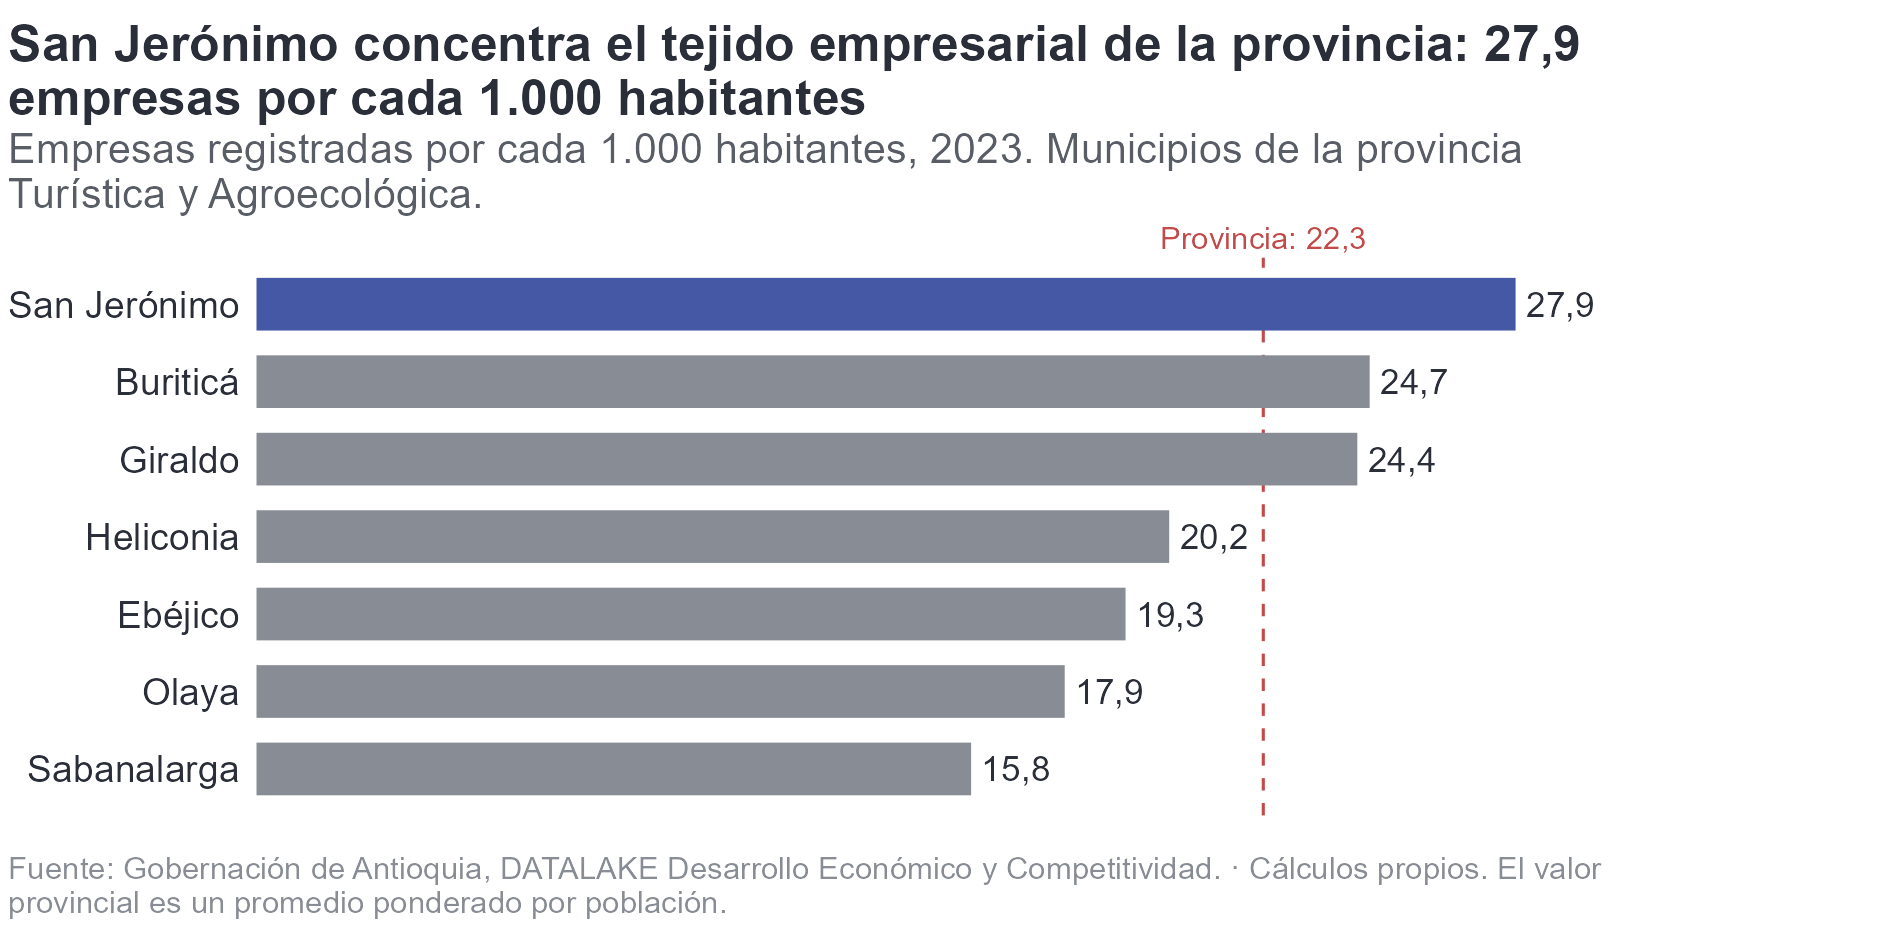 San Jerónimo concentra el tejido empresarial de la provincia: 27,9
empresas por cada 1.000 habitantes
Empresas registradas por cada 1.000 habitantes, 2023. Municipios de la provincia
Turística y Agroecológica.
Provincia: 22,3
San Jerónimo 27,9
Buriticá 24,7
Giraldo 24,4
Heliconia 20,2
Ebéjico 19,3
Olaya 17,9
Sabanalarga 15,8
Fuente: Gobernación de Antioquia, DATALAKE Desarrollo Económico y Competitividad. · Cálculos propios. El valor
provincial es un promedio ponderado por población.